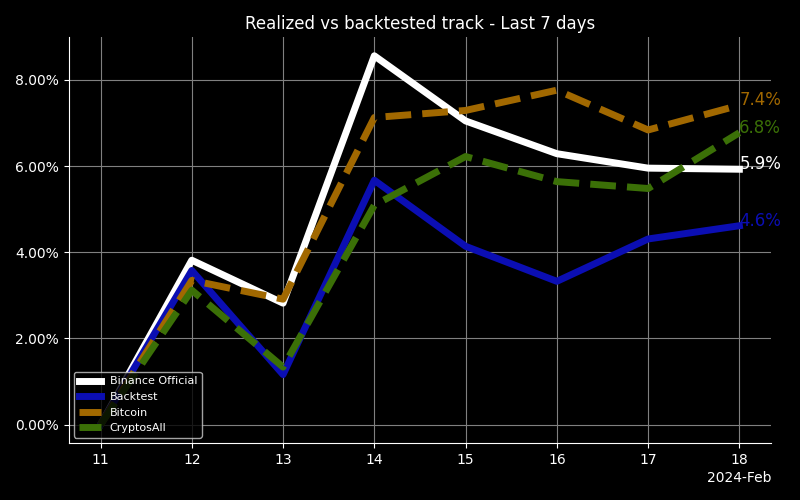 Realized vs backtested track - Last 7 days
8.00%
6.00%
4.00%
2.00%
0.00%
7.4%
6.8%
5.9%
4.6%
Binance Official
Backtest
Bitcoin
CryptosAll
11 12 13 14 15 16 17 18
2024-Feb